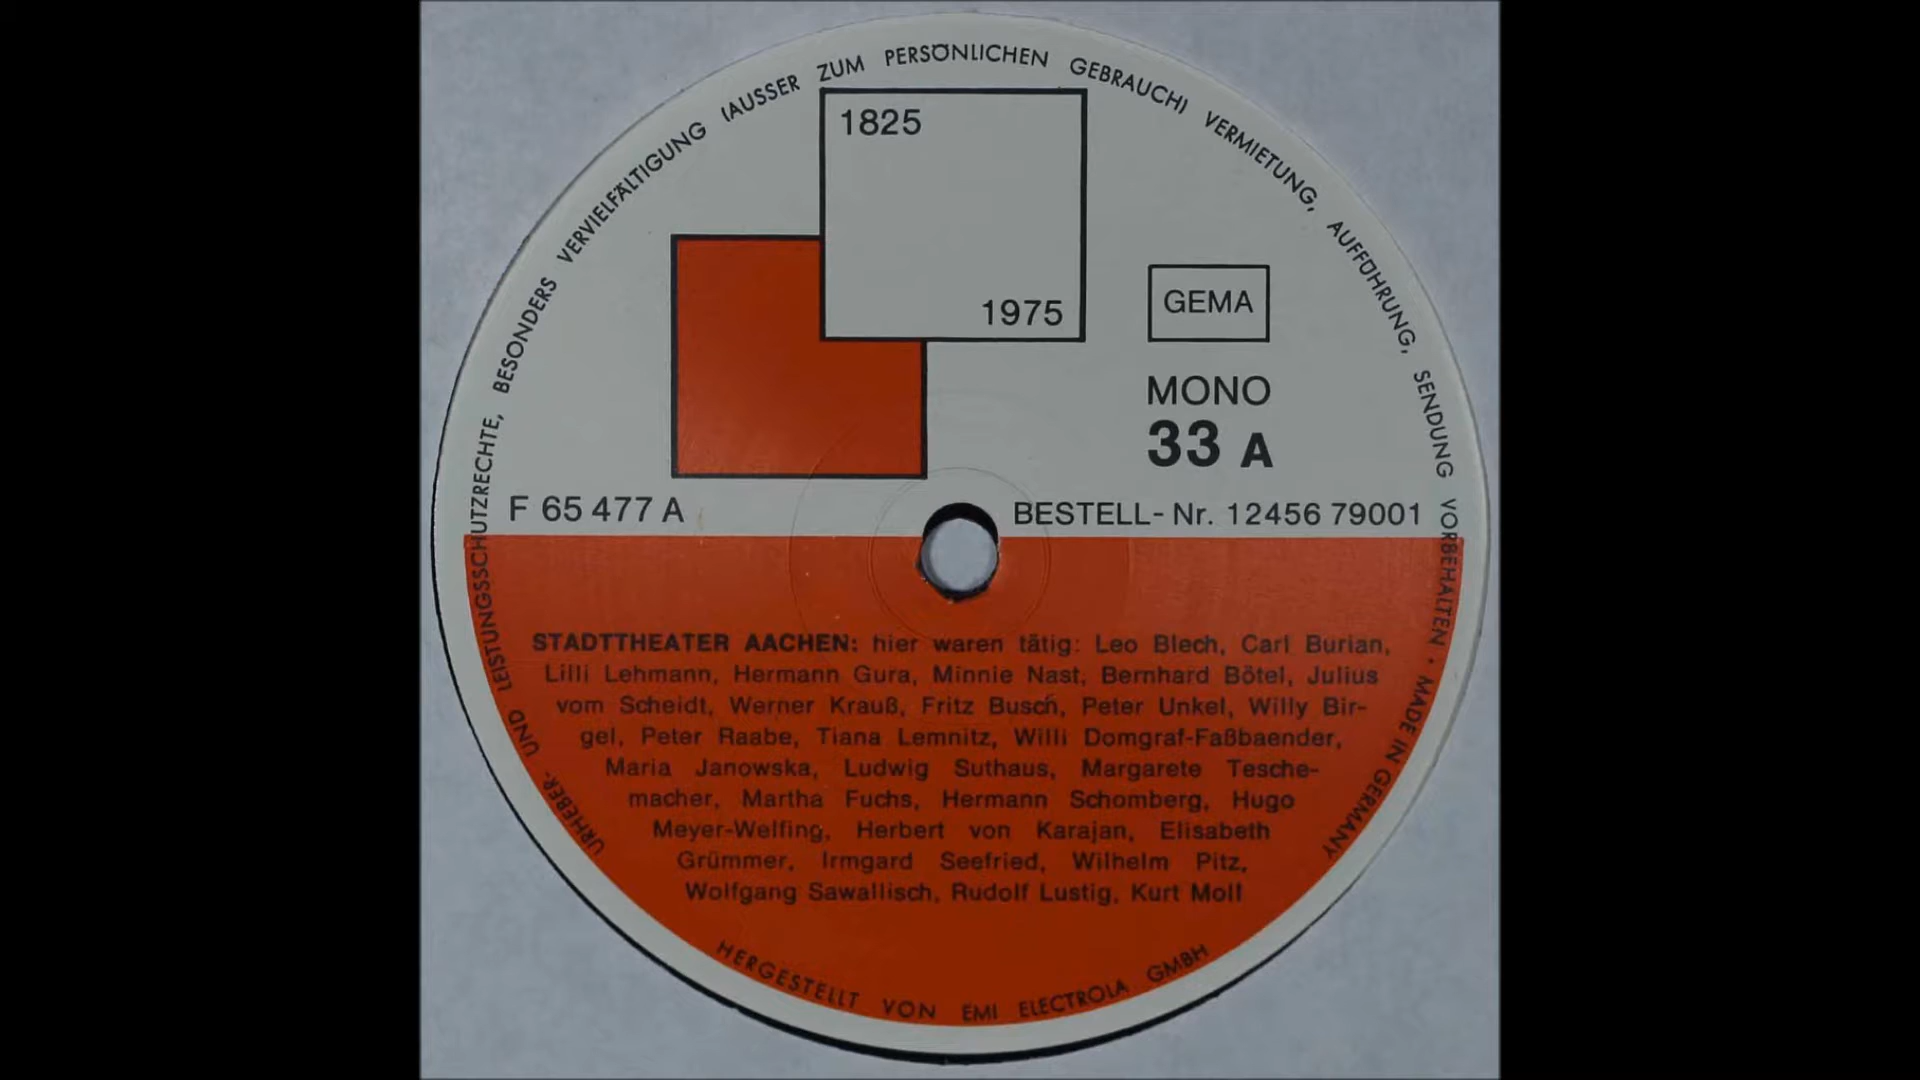 URHEBER- UND LEISTUNGSSCHUTZRECHTE, BESONDERS VERVIELFÄLTIGUNG (AUSSER ZUM PERSÖNLICHEN GEBRAUCH) VERMIETUNG, AUFFÜHRUNG, SENDUNG VORBEHALTEN · MADE IN GERMANY
1825
1975
GEMA
MONO
33 A
F 65 477 A
BESTELL-Nr. 12456 79001
STADTTHEATER AACHEN: hier waren tätig: Leo Blech, Carl Burian,
Lilli Lehmann, Hermann Gura, Minnie Nast, Bernhard Bötel, Julius
vom Scheidt, Werner Krauß, Fritz Busch, Peter Unkel, Willy Bir-
gel, Peter Raabe, Tiana Lemnitz, Willi Domgraf-Faßbaender,
Maria Janowska, Ludwig Suthaus, Margarete Tesche-
macher, Martha Fuchs, Hermann Schomberg, Hugo
Meyer-Welfing, Herbert von Karajan, Elisabeth
Grümmer, Irmgard Seefried, Wilhelm Pitz,
Wolfgang Sawallisch, Rudolf Lustig, Kurt Moll
HERGESTELLT VON EMI ELECTROLA GMBH